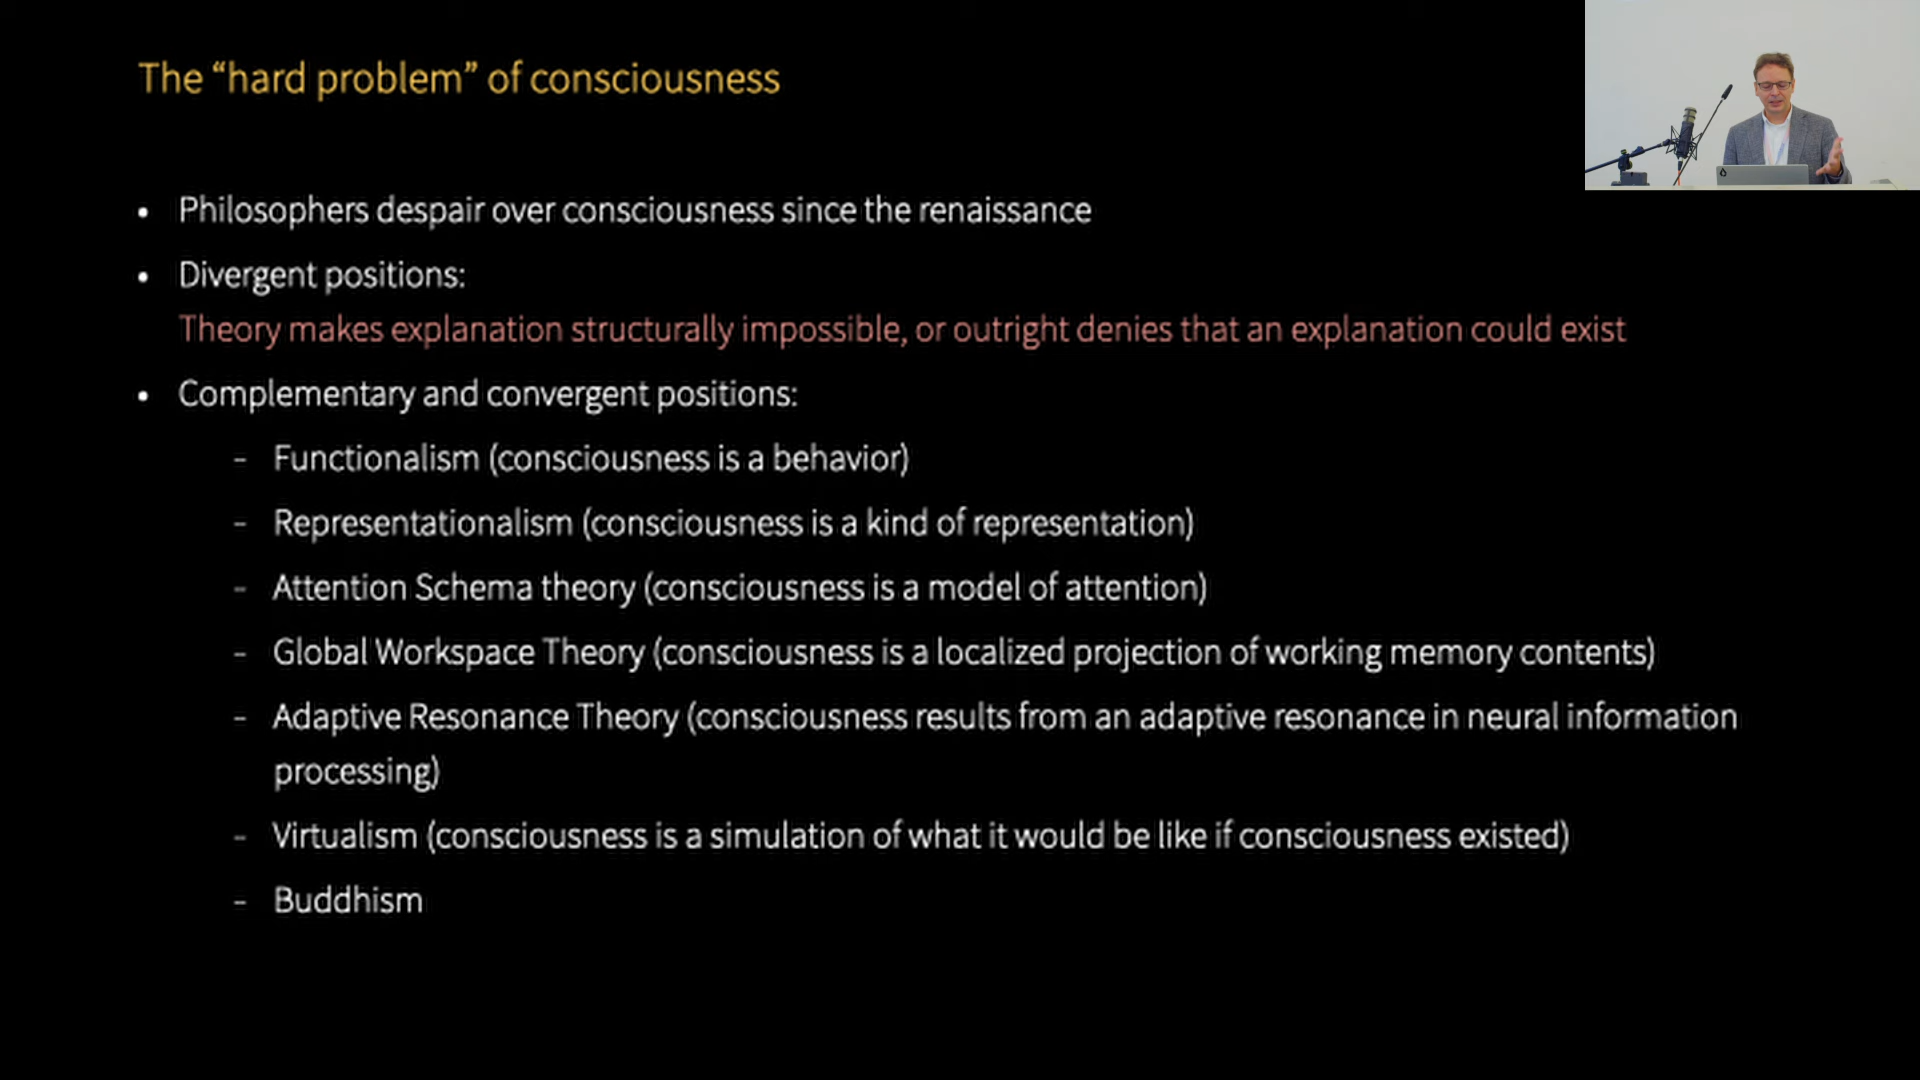 The “hard problem” of consciousness
• Philosophers despair over consciousness since the renaissance
• Divergent positions:
Theory makes explanation structurally impossible, or outright denies that an explanation could exist
• Complementary and convergent positions:
– Functionalism (consciousness is a behavior)
– Representationalism (consciousness is a kind of representation)
– Attention Schema theory (consciousness is a model of attention)
– Global Workspace Theory (consciousness is a localized projection of working memory contents)
– Adaptive Resonance Theory (consciousness results from an adaptive resonance in neural information
processing)
– Virtualism (consciousness is a simulation of what it would be like if consciousness existed)
– Buddhism